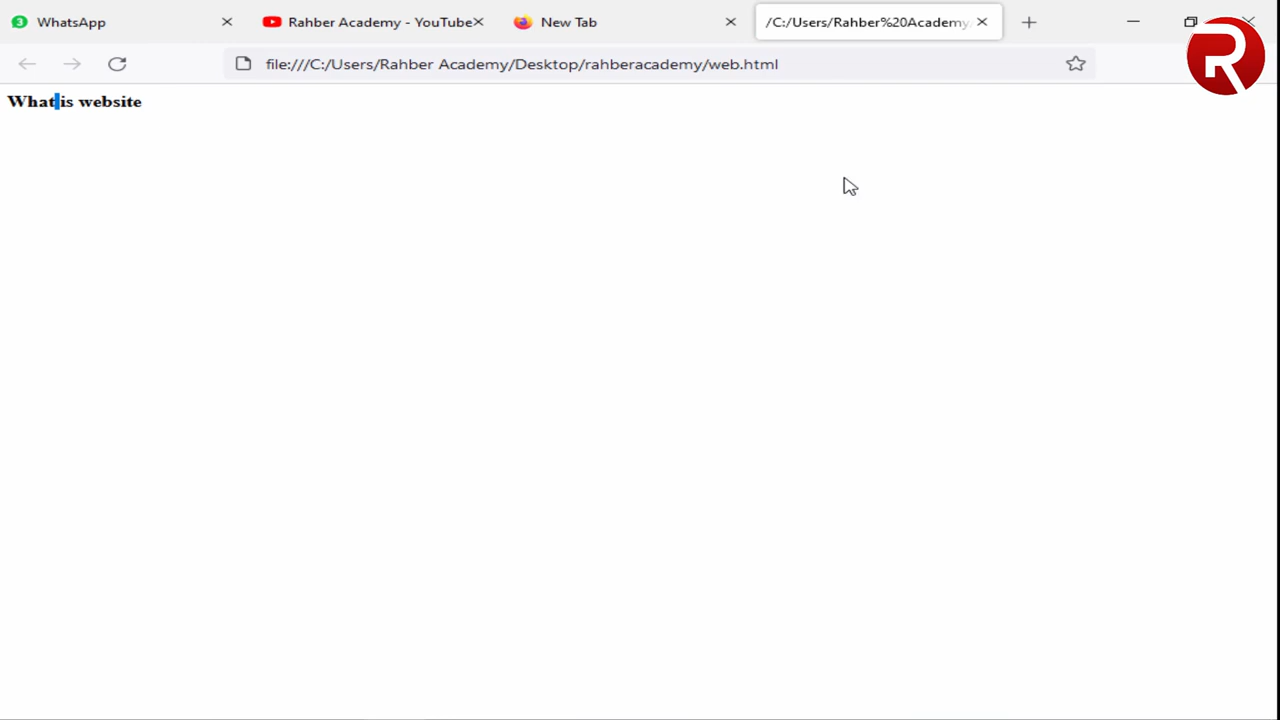 3 WhatsApp
Rahber Academy - YouTube
New Tab
/C:/Users/Rahber%20Academy
file:///C:/Users/Rahber Academy/Desktop/rahberacademy/web.html
R
What is website